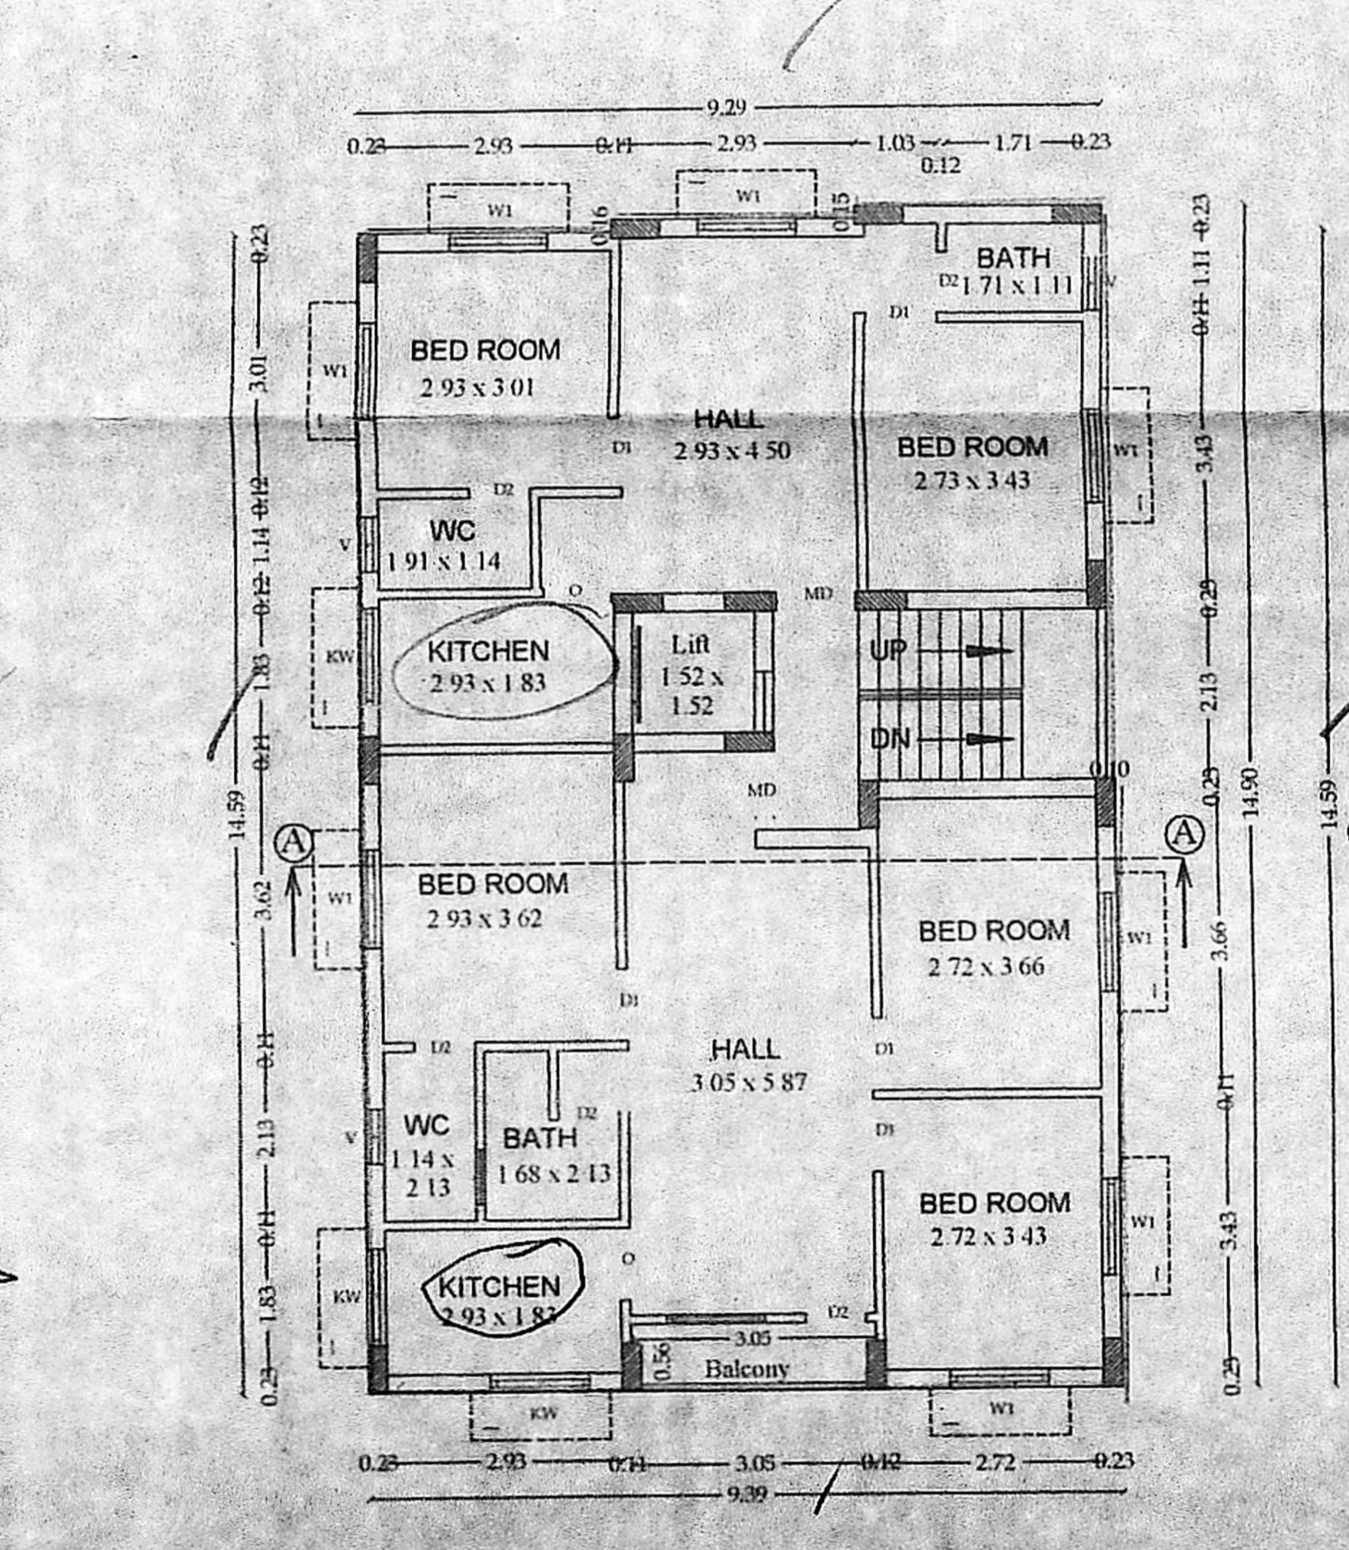 9.29
0.23 2.93 0.11 2.93 1.03 1.71 0.23
0.12
W1
W1
0.16
0.15
0.23
3.01
0.12
1.14
0.12
1.83
0.11
3.62
0.11
2.13
0.11
1.83
0.23
14.59
BATH
D2 1.71 x 1.11
V
D1
W1
BED ROOM
2.93 x 3.01
HALL
2.93 x 4.50
D1
BED ROOM
2.73 x 3.43
W1
D2
WC
1.91 x 1.14
V
O
MD
KW
KITCHEN
2.93 x 1.83
Lift
1.52 x
1.52
UP
DN
0.10
MD
A
A
W1
BED ROOM
2.93 x 3.62
BED ROOM
2.72 x 3.66
W1
D1
D2
HALL
3.05 x 5.87
D1
D2
D1
V
WC
1.14 x
2.13
BATH
1.68 x 2.13
BED ROOM
2.72 x 3.43
W1
O
KW
KITCHEN
2.93 x 1.83
D2
3.05
0.56
Balcony
KW
W1
0.23
1.11
0.11
3.43
0.23
2.13
0.23
3.66
0.11
3.43
0.23
14.90
14.59
0.23 2.93 0.11 3.05 0.12 2.72 0.23
9.39